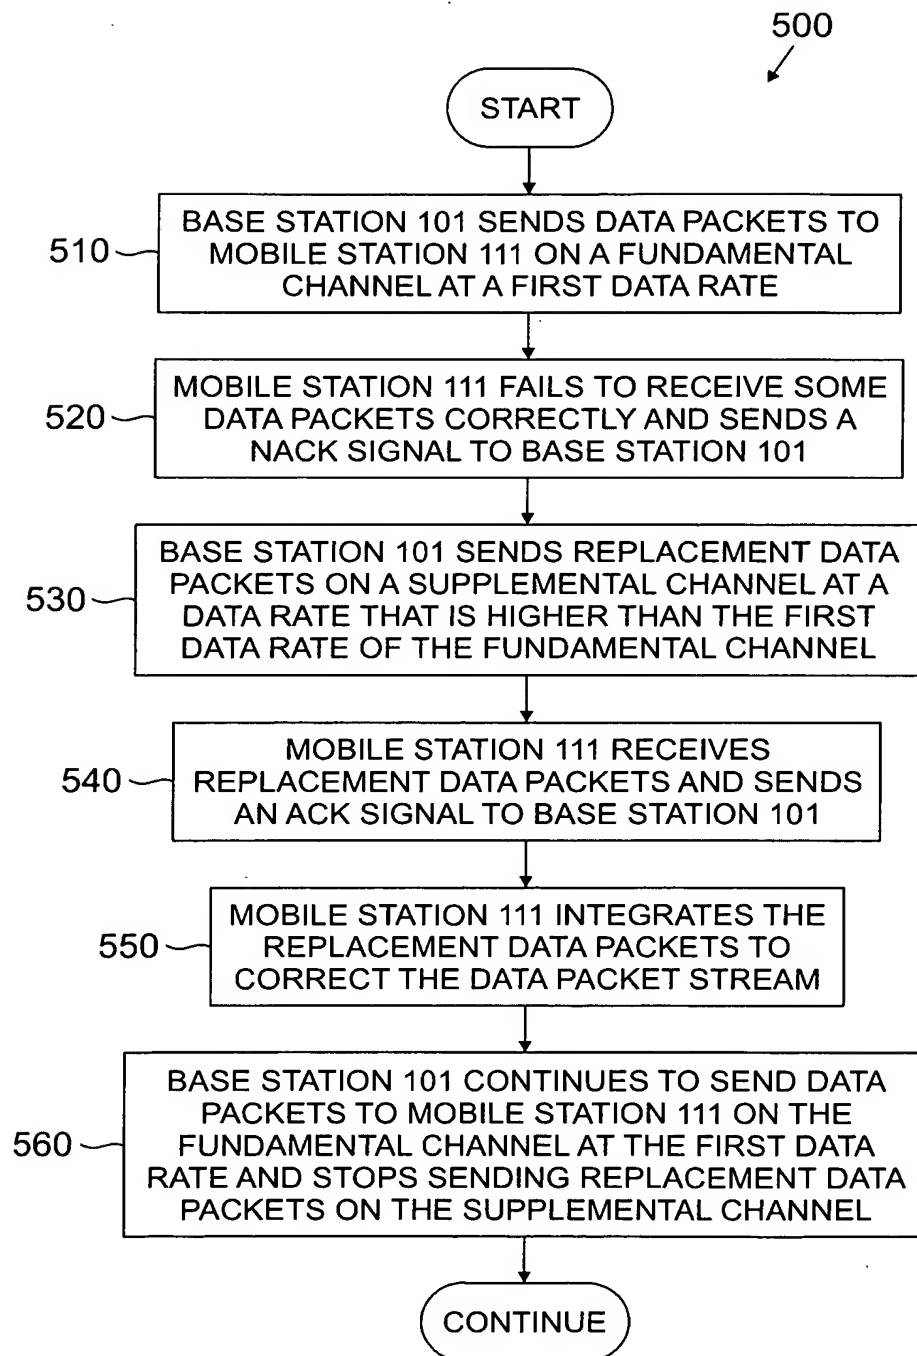 500
START
510
BASE STATION 101 SENDS DATA PACKETS TO
MOBILE STATION 111 ON A FUNDAMENTAL
CHANNEL AT A FIRST DATA RATE
520
MOBILE STATION 111 FAILS TO RECEIVE SOME
DATA PACKETS CORRECTLY AND SENDS A
NACK SIGNAL TO BASE STATION 101
530
BASE STATION 101 SENDS REPLACEMENT DATA
PACKETS ON A SUPPLEMENTAL CHANNEL AT A
DATA RATE THAT IS HIGHER THAN THE FIRST
DATA RATE OF THE FUNDAMENTAL CHANNEL
540
MOBILE STATION 111 RECEIVES
REPLACEMENT DATA PACKETS AND SENDS
AN ACK SIGNAL TO BASE STATION 101
550
MOBILE STATION 111 INTEGRATES THE
REPLACEMENT DATA PACKETS TO
CORRECT THE DATA PACKET STREAM
560
BASE STATION 101 CONTINUES TO SEND DATA
PACKETS TO MOBILE STATION 111 ON THE
FUNDAMENTAL CHANNEL AT THE FIRST DATA
RATE AND STOPS SENDING REPLACEMENT DATA
PACKETS ON THE SUPPLEMENTAL CHANNEL
CONTINUE